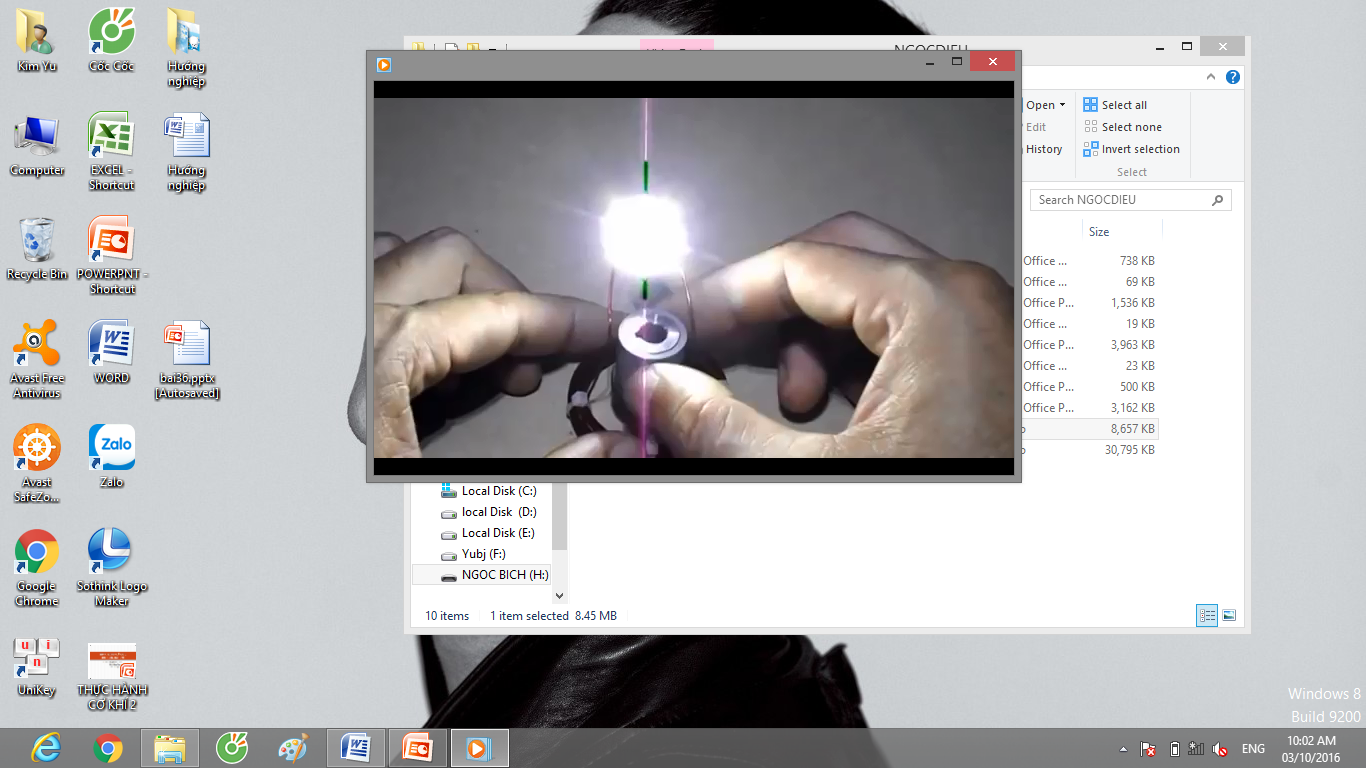 Kim Yu
Cốc Cốc
Hướng
nghiệp
Computer
EXCEL -
Shortcut
Hướng
nghiệp
Recycle Bin
POWERPNT -
Shortcut
Avast Free
Antivirus
WORD
bai36.pptx
[Autosaved]
Avast
SafeZo...
Zalo
Zalo
Google
Chrome
Sothink Logo
Maker
u i
n
UniKey
THỰC HÀNH
CƠ KHÍ 2
NGOCDIEU
Open
Edit
History
Select all
Select none
Invert selection
Select
Search NGOCDIEU
Size
Office ... 738 KB
Office ... 69 KB
Office P... 1,536 KB
Office ... 19 KB
Office P... 3,963 KB
Office ... 23 KB
Office P... 500 KB
Office P... 3,162 KB
8,657 KB
30,795 KB
Local Disk (C:)
local Disk (D:)
Local Disk (E:)
Yubj (F:)
NGOC BICH (H:)
10 items 1 item selected 8.45 MB
Windows 8
Build 9200
ENG
10:02 AM
03/10/2016